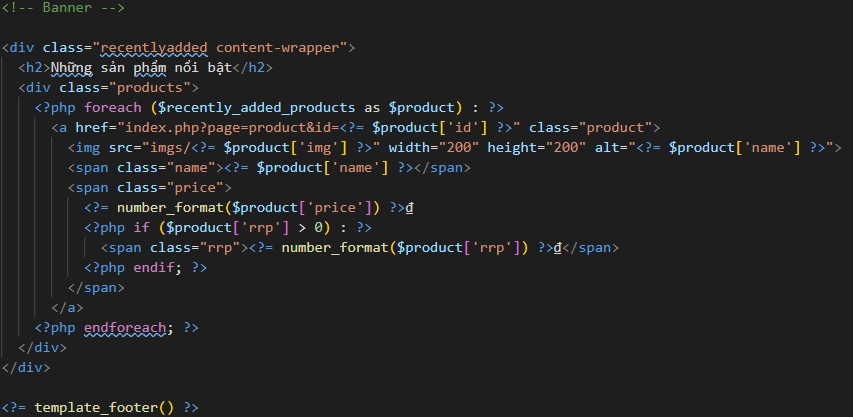 <!-- Banner -->
<div class="recentlyadded content-wrapper">
<h2>Những sản phẩm nổi bật</h2>
<div class="products">
<?php foreach ($recently_added_products as $product) : ?>
<a href="index.php?page=product&id=<?= $product['id'] ?>" class="product">
<img src="imgs/<?= $product['img'] ?>" width="200" height="200" alt="<?= $product['name'] ?>">
<span class="name"><?= $product['name'] ?></span>
<span class="price">
<?= number_format($product['price']) ?>₫
<?php if ($product['rrp'] > 0) : ?>
<span class="rrp"><?= number_format($product['rrp']) ?>₫</span>
<?php endif; ?>
</span>
</a>
<?php endforeach; ?>
</div>
</div>
<?= template_footer() ?>